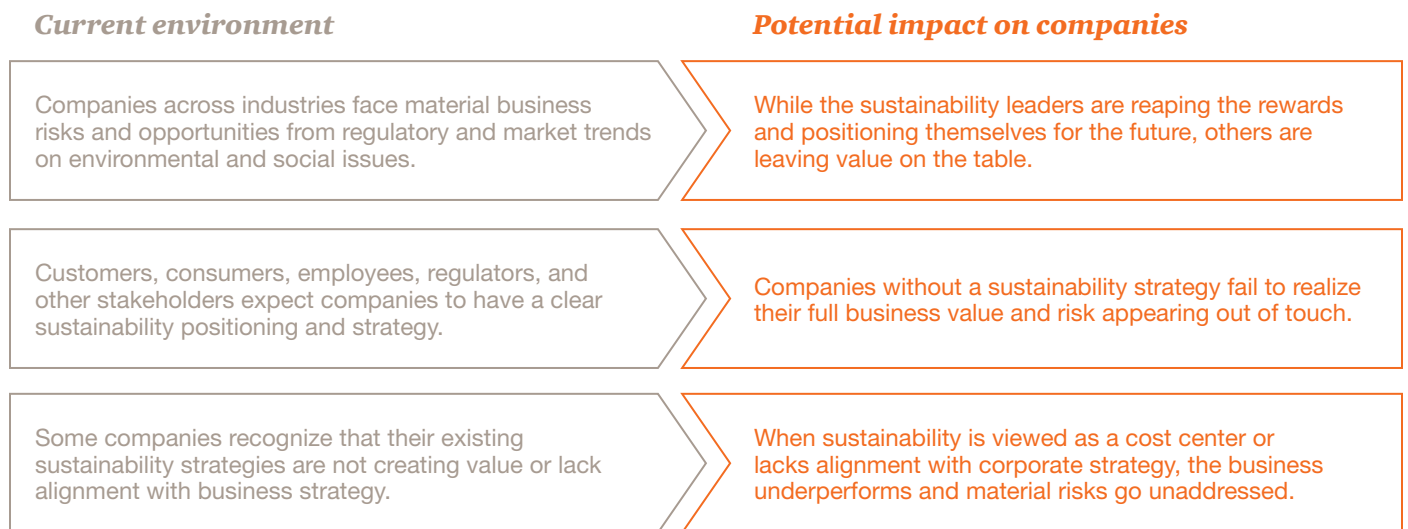 Current environment
Potential impact on companies
Companies across industries face material business
risks and opportunities from regulatory and market trends
on environmental and social issues.
While the sustainability leaders are reaping the rewards
and positioning themselves for the future, others are
leaving value on the table.
Customers, consumers, employees, regulators, and
other stakeholders expect companies to have a clear
sustainability positioning and strategy.
Companies without a sustainability strategy fail to realize
their full business value and risk appearing out of touch.
Some companies recognize that their existing
sustainability strategies are not creating value or lack
alignment with business strategy.
When sustainability is viewed as a cost center or
lacks alignment with corporate strategy, the business
underperforms and material risks go unaddressed.